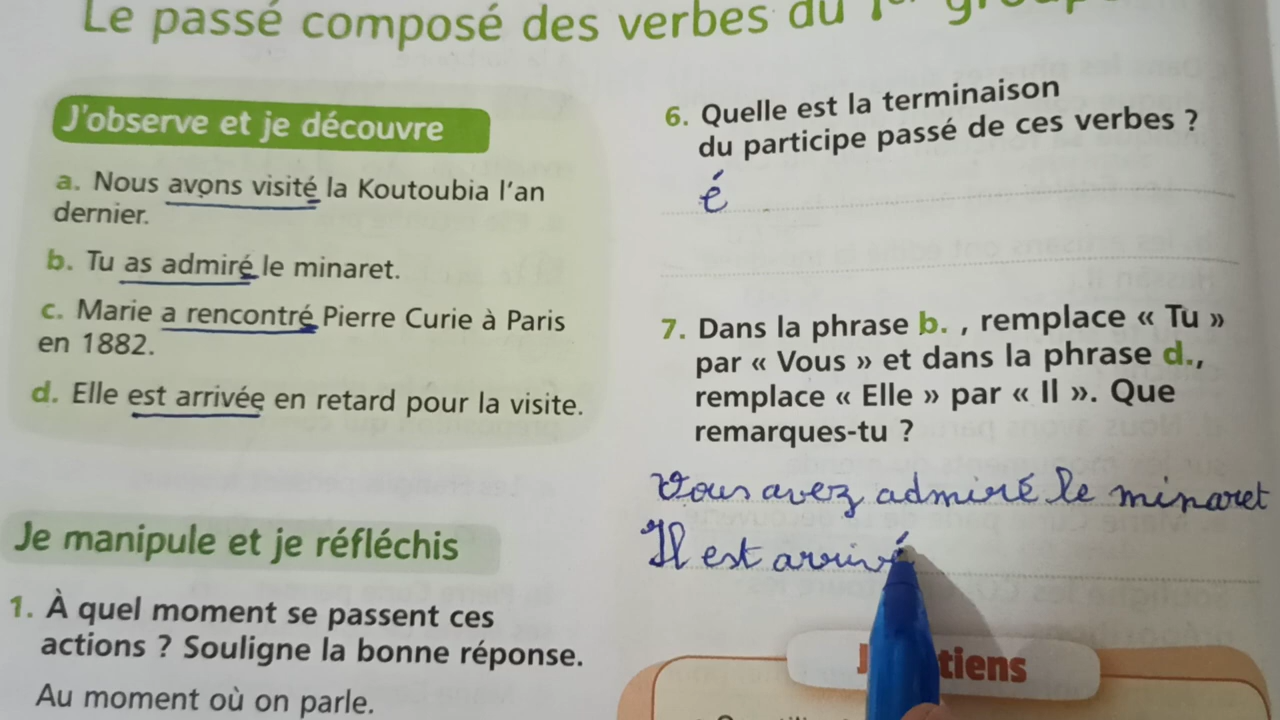 Le passé composé des verbes du 1er
J'observe et je découvre
a. Nous avons visité la Koutoubia l'an
dernier.
b. Tu as admiré le minaret.
c. Marie a rencontré Pierre Curie à Paris
en 1882.
d. Elle est arrivée en retard pour la visite.
Je manipule et je réfléchis
1. À quel moment se passent ces
actions ? Souligne la bonne réponse.
Au moment où on parle.
6. Quelle est la terminaison
du participe passé de ces verbes ?
é
7. Dans la phrase b. , remplace « Tu »
par « Vous » et dans la phrase d.,
remplace « Elle » par « Il ». Que
remarques-tu ?
Vous avez admiré le minaret
Il est arrivé